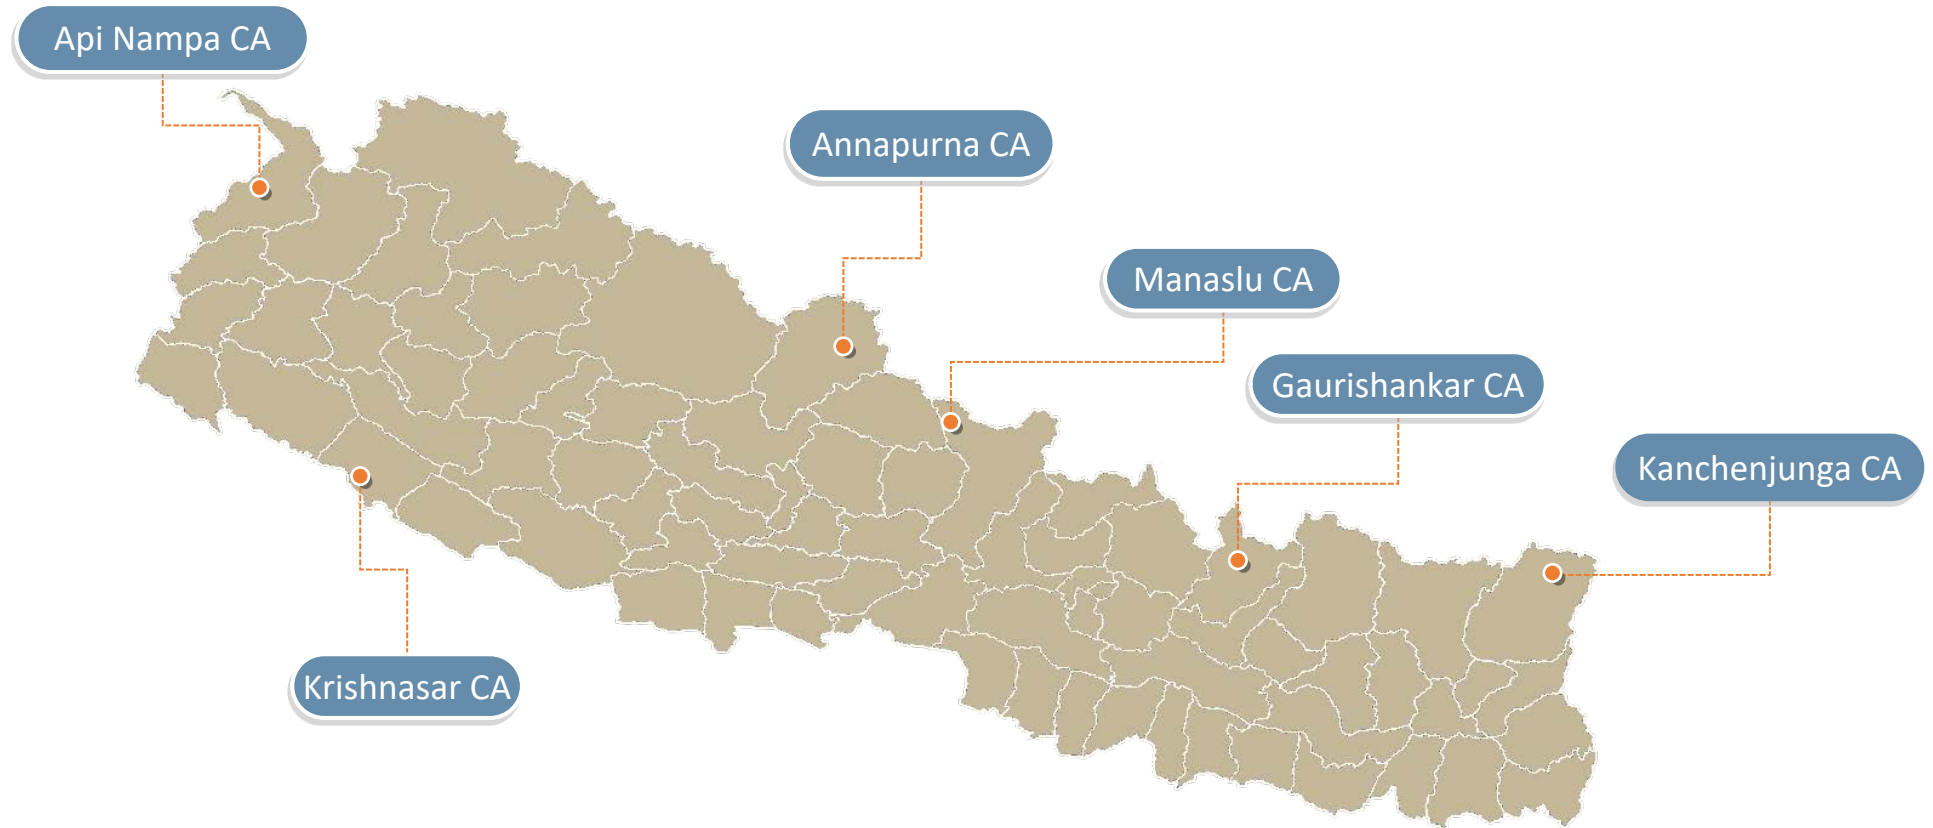 Api Nampa CA
Annapurna CA
Manaslu CA
Gaurishankar CA
Kanchenjunga CA
Krishnasar CA